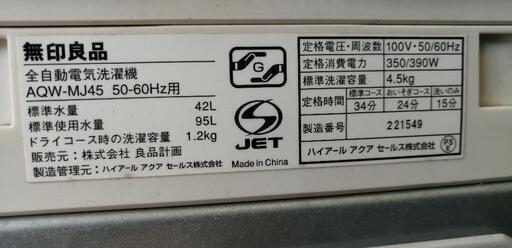 無印良品
全自動電気洗濯機
AQW-MJ45 50-60Hz用
標準水量 42L
標準使用水量 95L
ドライコース時の洗濯容量 1.2kg
販売元：株式会社 良品計画
製造管理元：ハイアール アクア セールス株式会社
G
S
JET
Made in China
定格電圧・周波数 100V・50/60Hz
定格消費電力 350/390W
標準洗濯容量 4.5kg
定格時間 標準コース おいそぎコース 洗いのみ
34分 24分 15分
製造番号 221549
ハイアール アクア セールス株式会社
PS
E